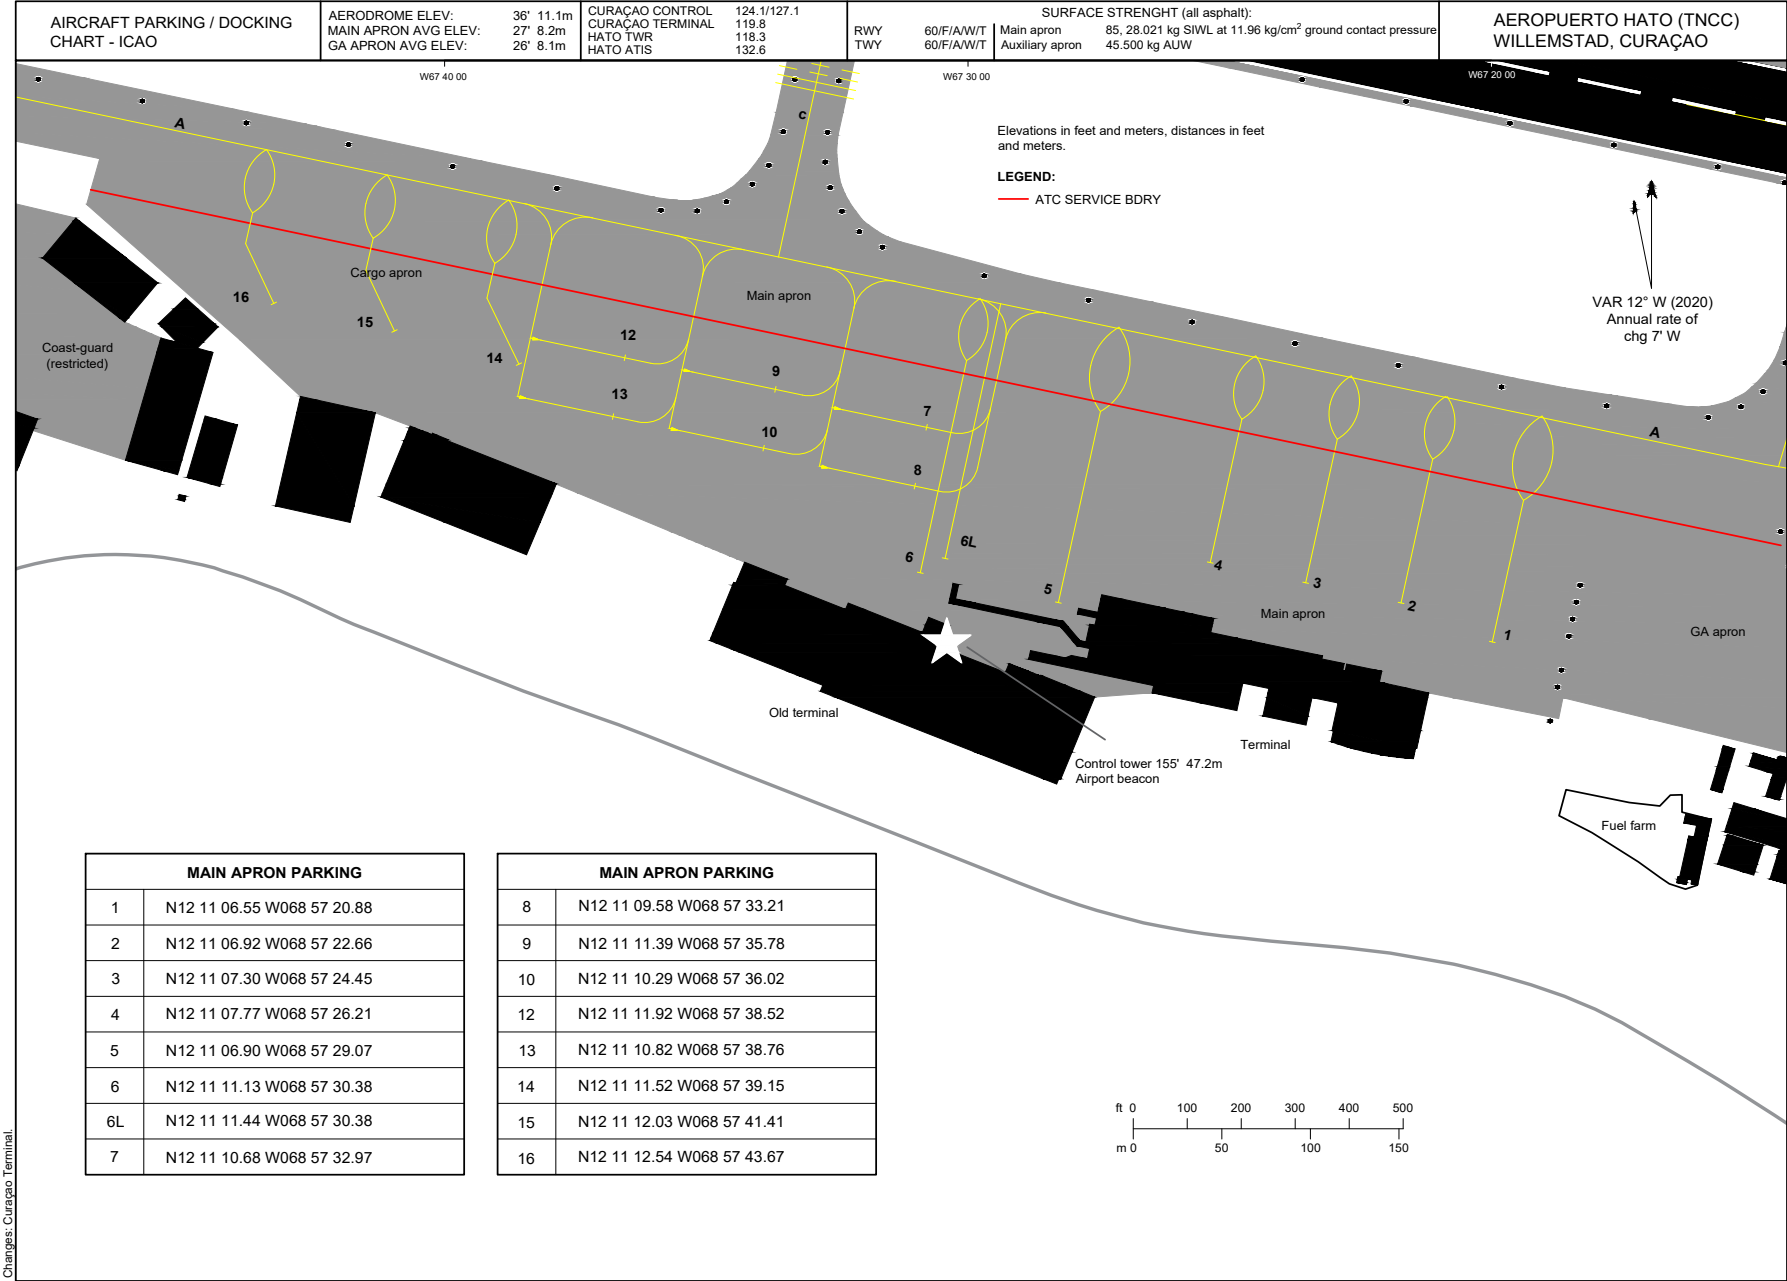 AIRCRAFT PARKING / DOCKING
CHART - ICAO
AERODROME ELEV: 36' 11.1m
MAIN APRON AVG ELEV: 27' 8.2m
GA APRON AVG ELEV: 26' 8.1m
CURAÇAO CONTROL 124.1/127.1
CURAÇAO TERMINAL 119.8
HATO TWR 118.3
HATO ATIS 132.6
SURFACE STRENGHT (all asphalt):
RWY 60/F/A/W/T Main apron 85, 28.021 kg SIWL at 11.96 kg/cm² ground contact pressure
TWY 60/F/A/W/T Auxiliary apron 45.500 kg AUW
AEROPUERTO HATO (TNCC)
WILLEMSTAD, CURAÇAO
W67 40 00
W67 30 00
W67 20 00
A
c
Elevations in feet and meters, distances in feet
and meters.
LEGEND:
ATC SERVICE BDRY
VAR 12° W (2020)
Annual rate of
chg 7' W
Cargo apron
Main apron
16
15
14
12
13
9
10
7
8
Coast-guard
(restricted)
A
6
6L
5
4
3
2
1
Main apron
GA apron
Old terminal
Terminal
Control tower 155' 47.2m
Airport beacon
Fuel farm
MAIN APRON PARKING
1 N12 11 06.55 W068 57 20.88
2 N12 11 06.92 W068 57 22.66
3 N12 11 07.30 W068 57 24.45
4 N12 11 07.77 W068 57 26.21
5 N12 11 06.90 W068 57 29.07
6 N12 11 11.13 W068 57 30.38
6L N12 11 11.44 W068 57 30.38
7 N12 11 10.68 W068 57 32.97
MAIN APRON PARKING
8 N12 11 09.58 W068 57 33.21
9 N12 11 11.39 W068 57 35.78
10 N12 11 10.29 W068 57 36.02
12 N12 11 11.92 W068 57 38.52
13 N12 11 10.82 W068 57 38.76
14 N12 11 11.52 W068 57 39.15
15 N12 11 12.03 W068 57 41.41
16 N12 11 12.54 W068 57 43.67
ft 0 100 200 300 400 500
m 0 50 100 150
Changes: Curaçao Terminal.